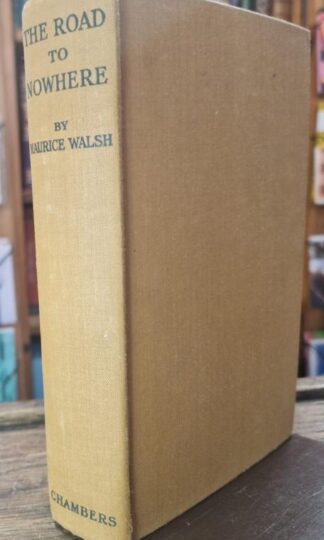 THE ROAD
TO
NOWHERE
BY
MAURICE WALSH
CHAMBERS